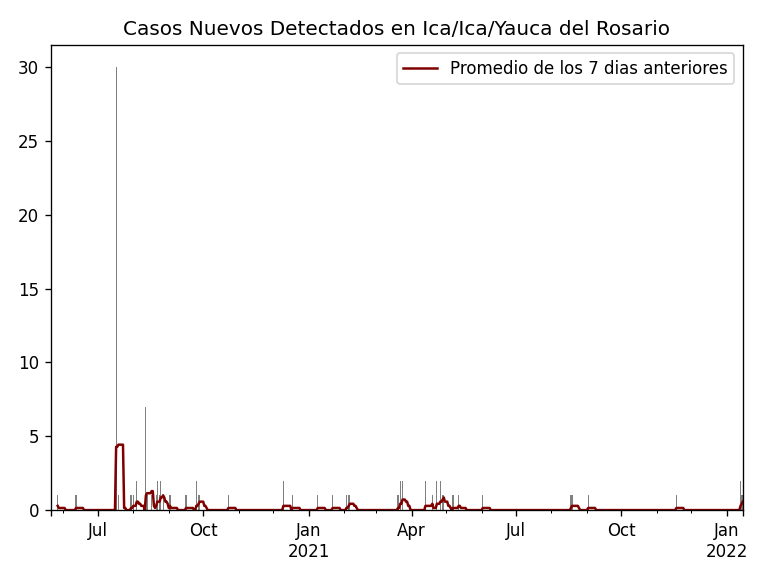 Casos Nuevos Detectados en Ica/Ica/Yauca del Rosario
Promedio de los 7 dias anteriores
30
25
20
15
10
5
0
Jul
Oct
Jan
2021
Apr
Jul
Oct
Jan
2022